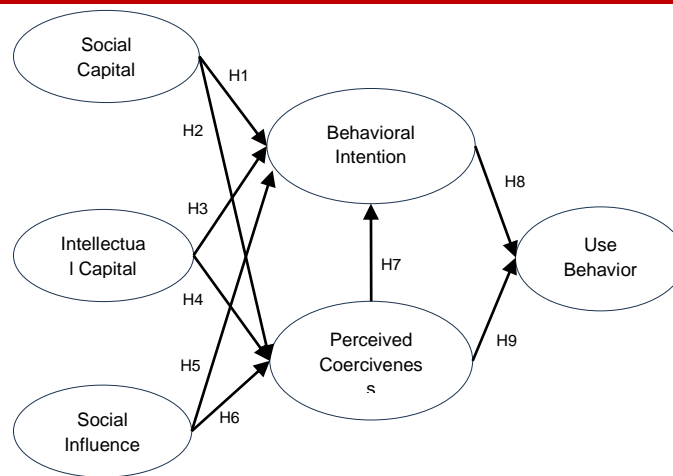 Social
Capital
H1
H2
Behavioral
Intention
H3
H8
Intellectua
l Capital
Use
Behavior
H7
H4
Perceived
Coercivenes
s
H9
H5
H6
Social
Influence